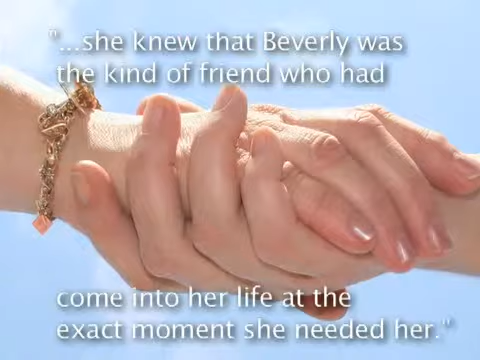 "...she knew that Beverly was
the kind of friend who had
come into her life at the
exact moment she needed her."